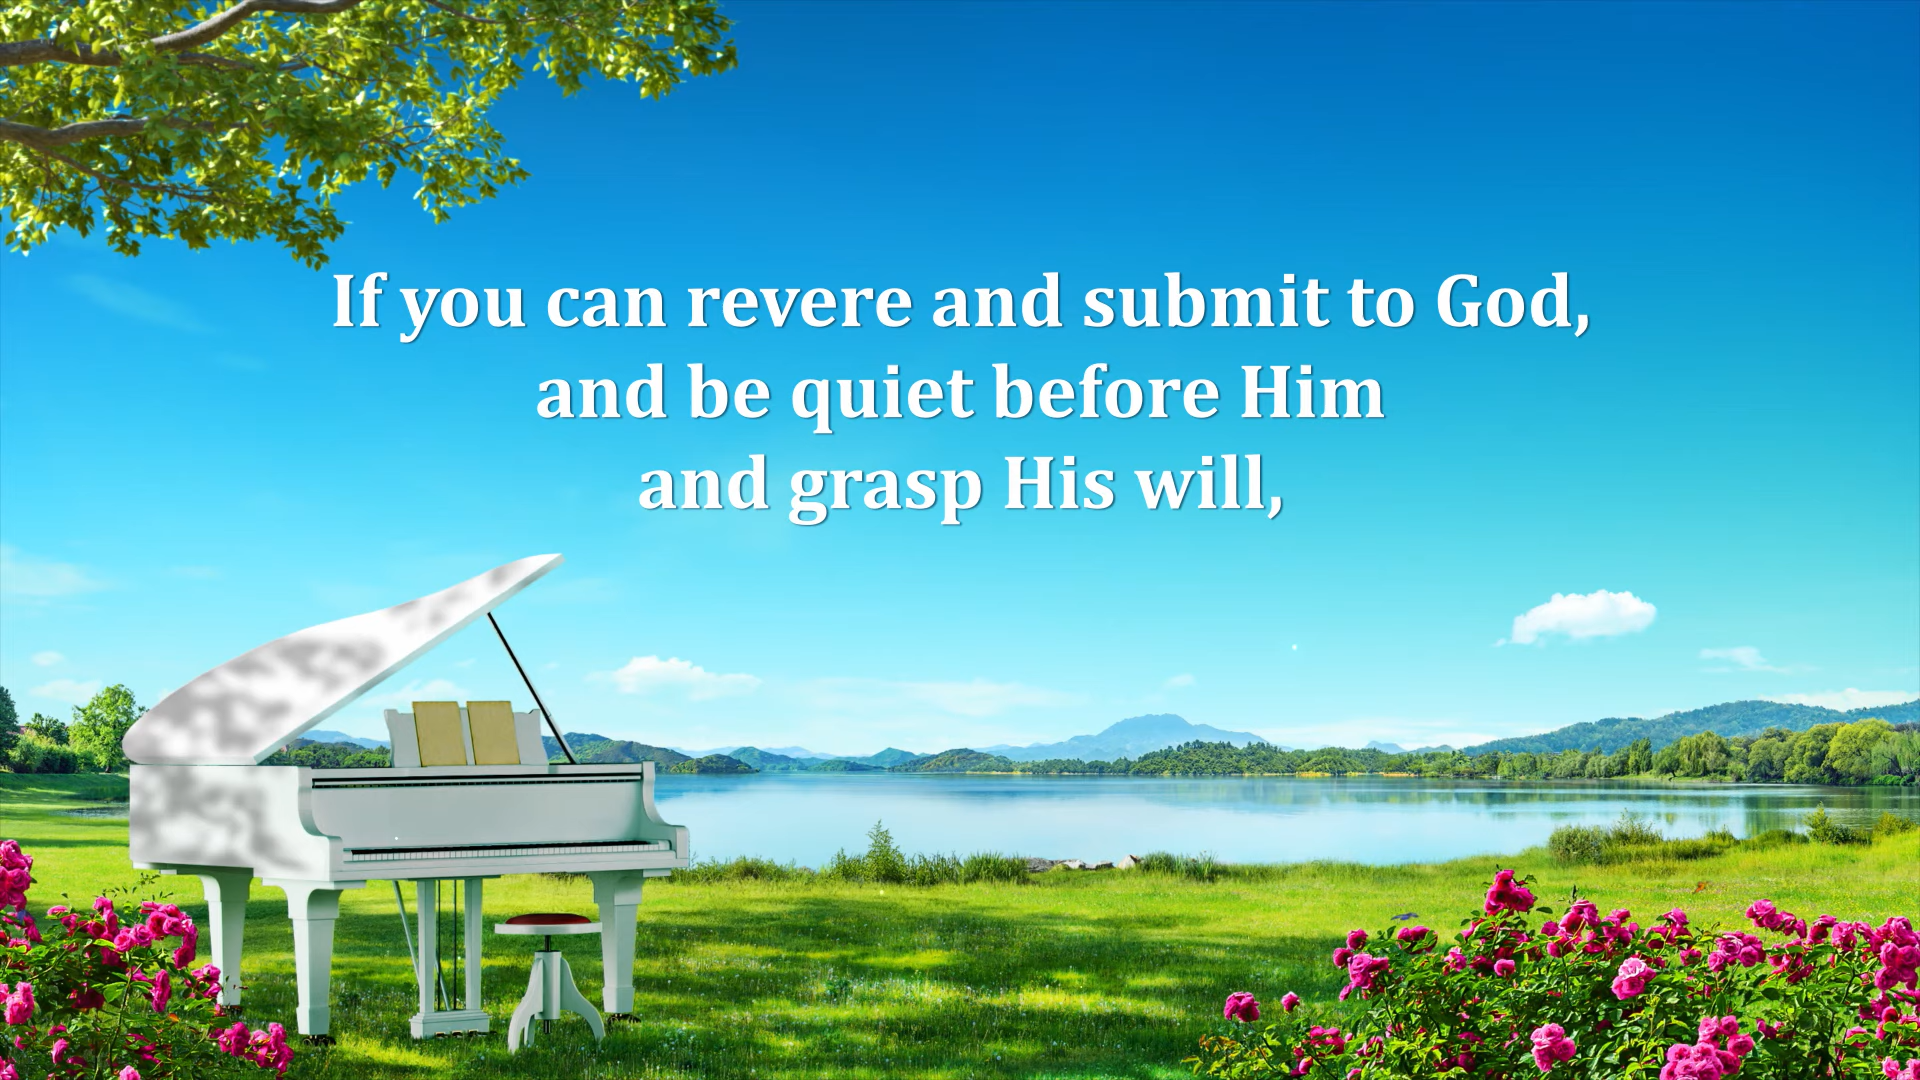 If you can revere and submit to God,
and be quiet before Him
and grasp His will,